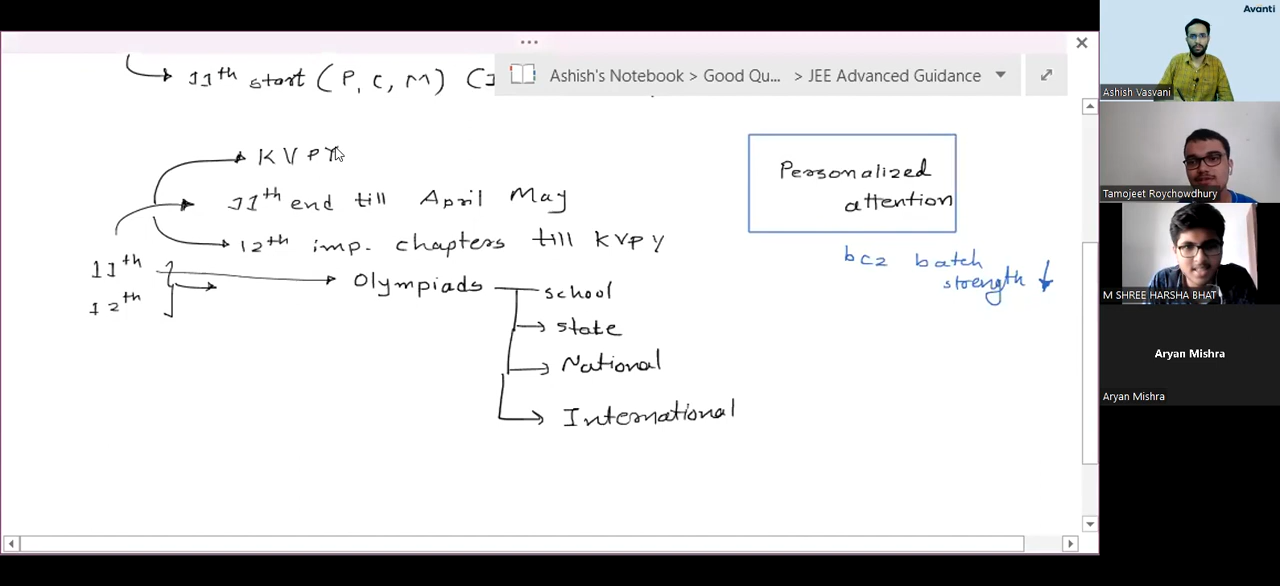 Avanti
11th start (P, C, M)
Ashish's Notebook > Good Qu... > JEE Advanced Guidance
Ashish Vasvani
KVPY
11th end till April May
12th imp. chapters till KVPY
11th
12th
Olympiads
school
state
National
International
Personalized
attention
bcz batch
strength ↓
Tamojeet Roychowdhury
M SHREE HARSHA BHAT
Aryan Mishra
Aryan Mishra